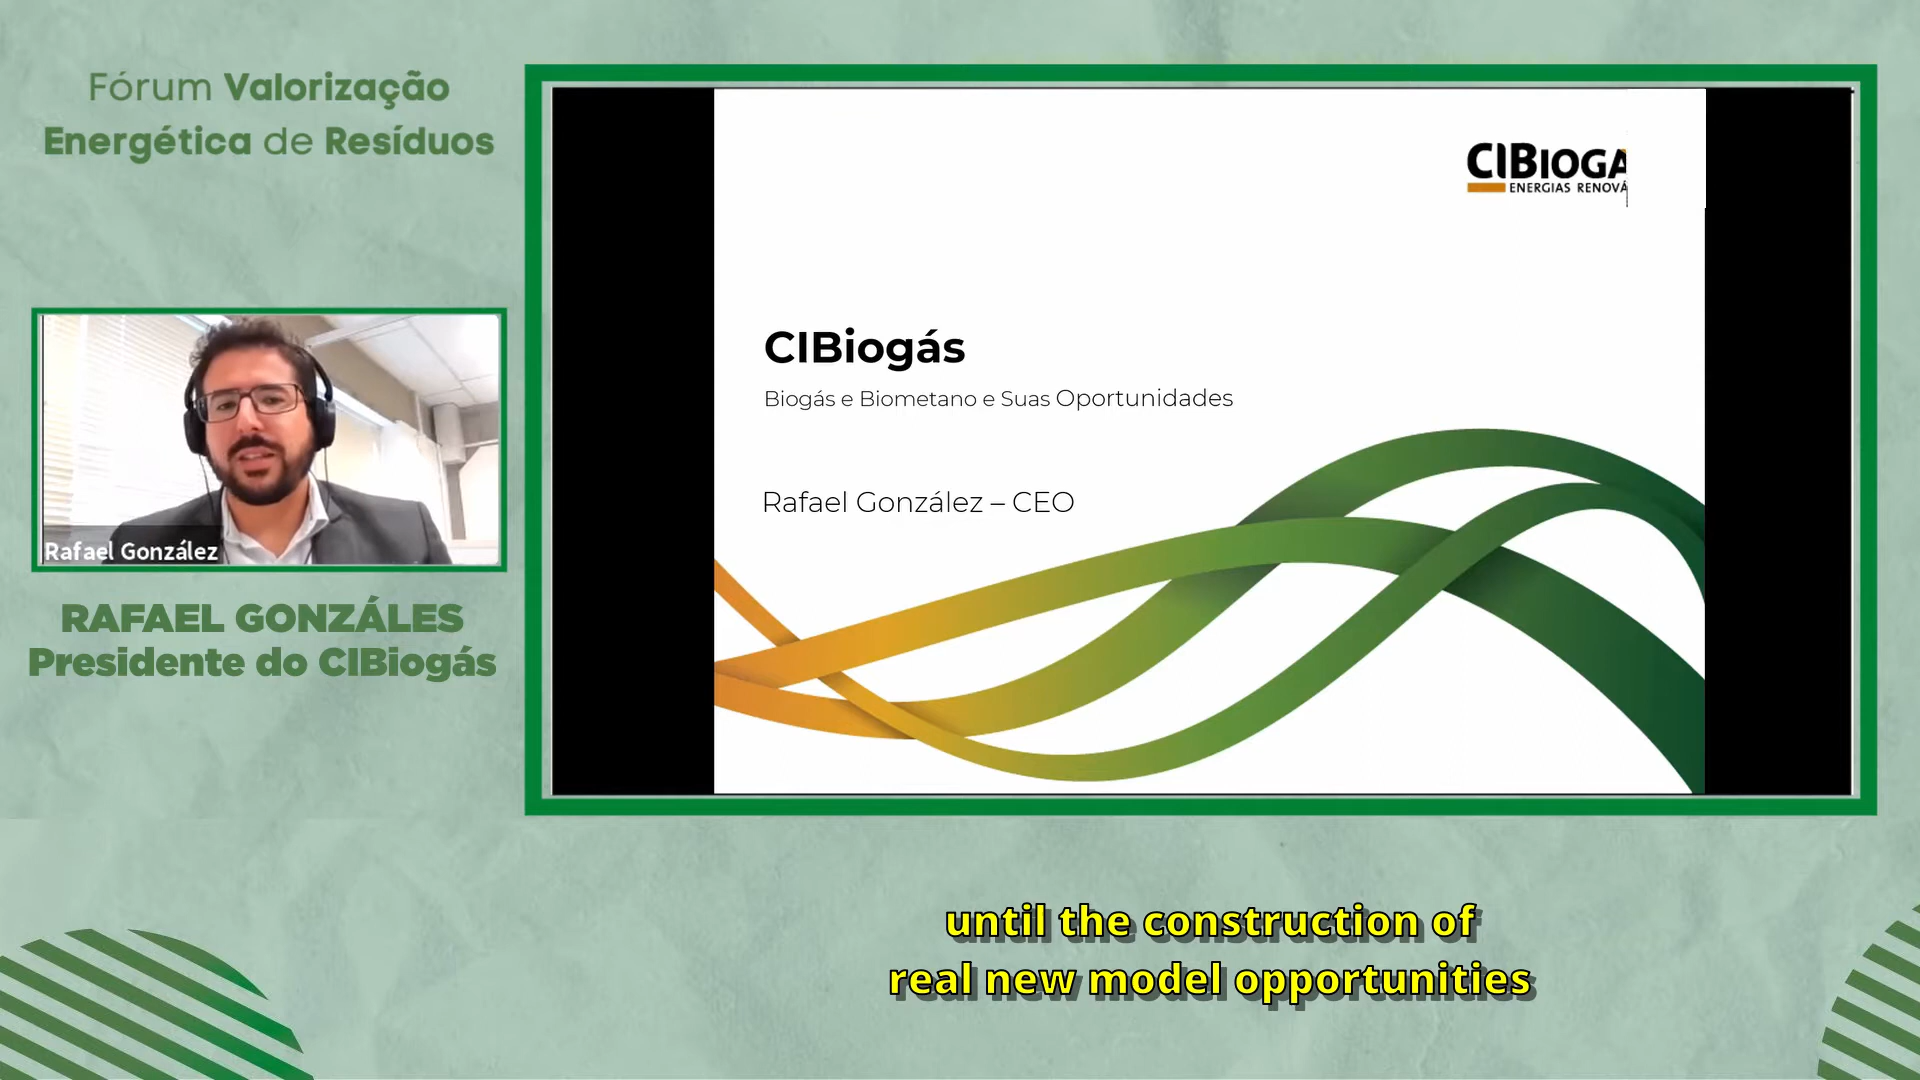 Fórum Valorização
Energética de Resíduos
Rafael González
RAFAEL GONZÁLES
Presidente do CIBiogás
CIBIOGA
ENERGIAS RENOVÁ
CIBiogás
Biogás e Biometano e Suas Oportunidades
Rafael González – CEO
until the construction of
real new model opportunities